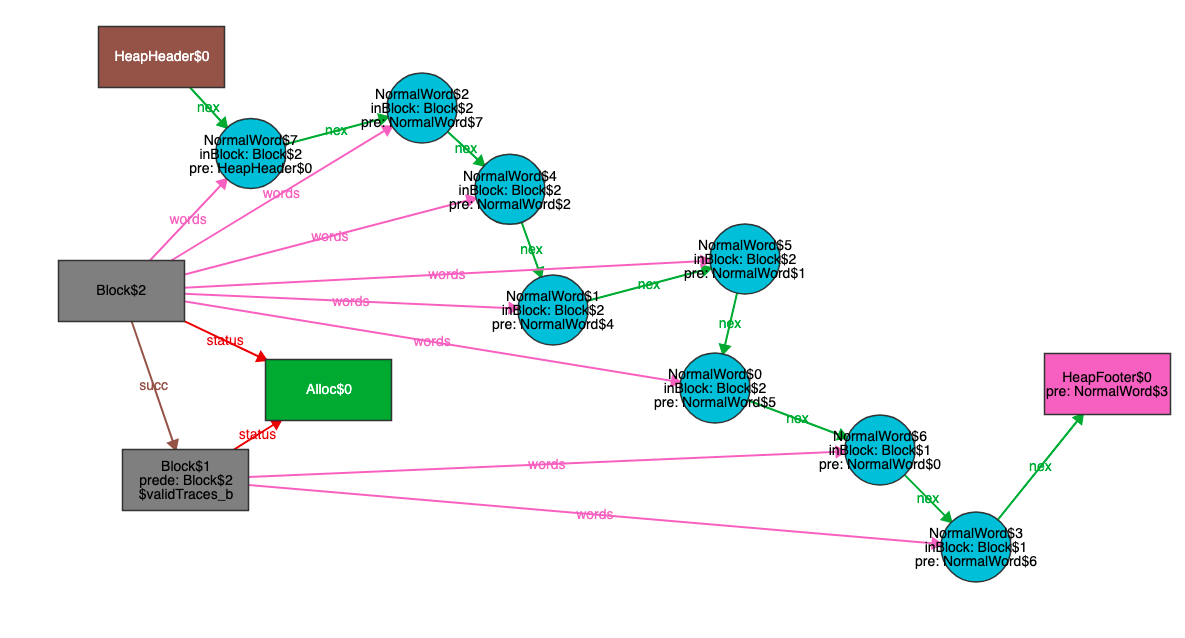 HeapHeader$0
nex
NormalWord$7
inBlock: Block$2
pre: HeapHeader$0
nex
NormalWord$2
inBlock: Block$2
pre: NormalWord$7
nex
NormalWord$4
inBlock: Block$2
pre: NormalWord$2
nex
NormalWord$1
inBlock: Block$2
pre: NormalWord$4
nex
NormalWord$5
inBlock: Block$2
pre: NormalWord$1
nex
NormalWord$0
inBlock: Block$2
pre: NormalWord$5
nex
NormalWord$6
inBlock: Block$1
pre: NormalWord$0
nex
NormalWord$3
inBlock: Block$1
pre: NormalWord$6
nex
HeapFooter$0
pre: NormalWord$3
Block$2
words
words
words
words
words
words
status
succ
Alloc$0
status
Block$1
prede: Block$2
$validTraces_b
words
words